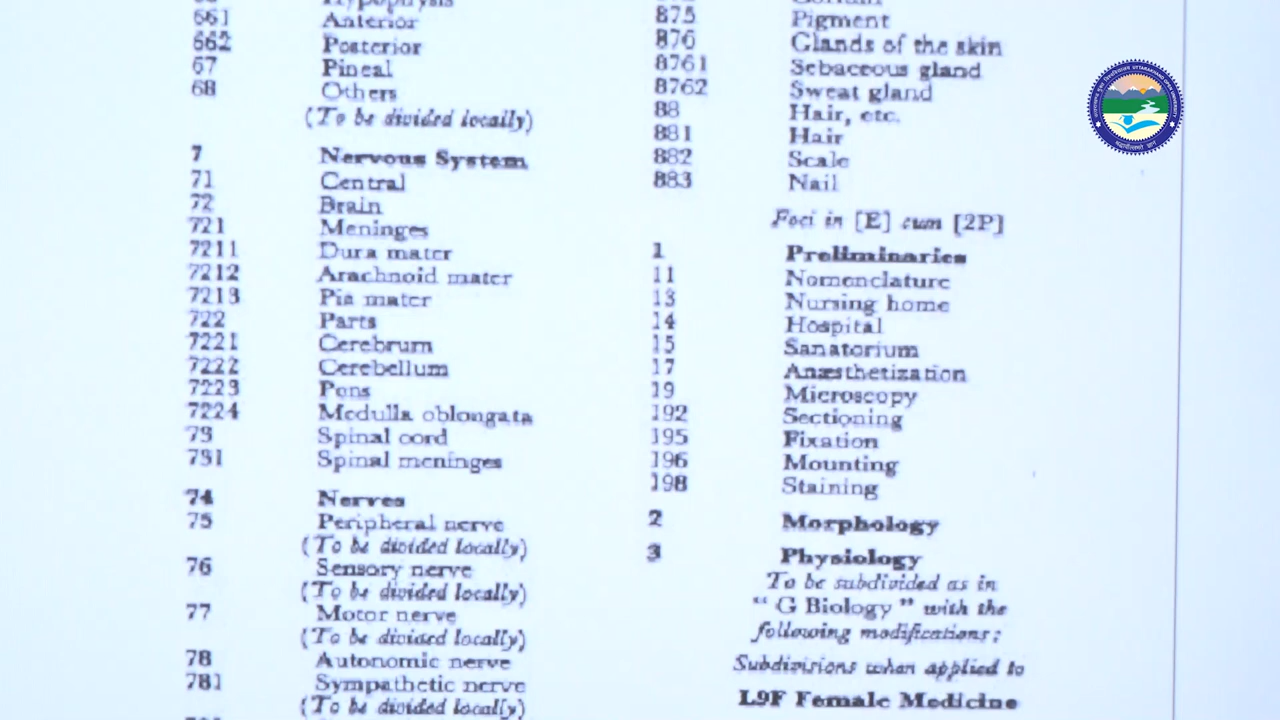 Hypophysis
661 Anterior
662 Posterior
67 Pineal
68 Others
(To be divided locally)
7 Nervous System
71 Central
72 Brain
721 Meninges
7211 Dura mater
7212 Arachnoid mater
7213 Pia mater
722 Parts
7221 Cerebrum
7222 Cerebellum
7223 Pons
7224 Medulla oblongata
73 Spinal cord
731 Spinal meninges
74 Nerves
75 Peripheral nerve
(To be divided locally)
76 Sensory nerve
(To be divided locally)
77 Motor nerve
(To be divided locally)
78 Autonomic nerve
781 Sympathetic nerve
(To be divided locally)
875 Pigment
876 Glands of the skin
8761 Sebaceous gland
8762 Sweat gland
88 Hair, etc.
881 Hair
882 Scale
883 Nail
Foci in [E] cum [2P]
1 Preliminaries
11 Nomenclature
13 Nursing home
14 Hospital
15 Sanatorium
17 Anæsthetization
19 Microscopy
192 Sectioning
195 Fixation
196 Mounting
198 Staining
2 Morphology
3 Physiology
To be subdivided as in
“ G Biology ” with the
following modifications:
Subdivisions when applied to
L9F Female Medicine